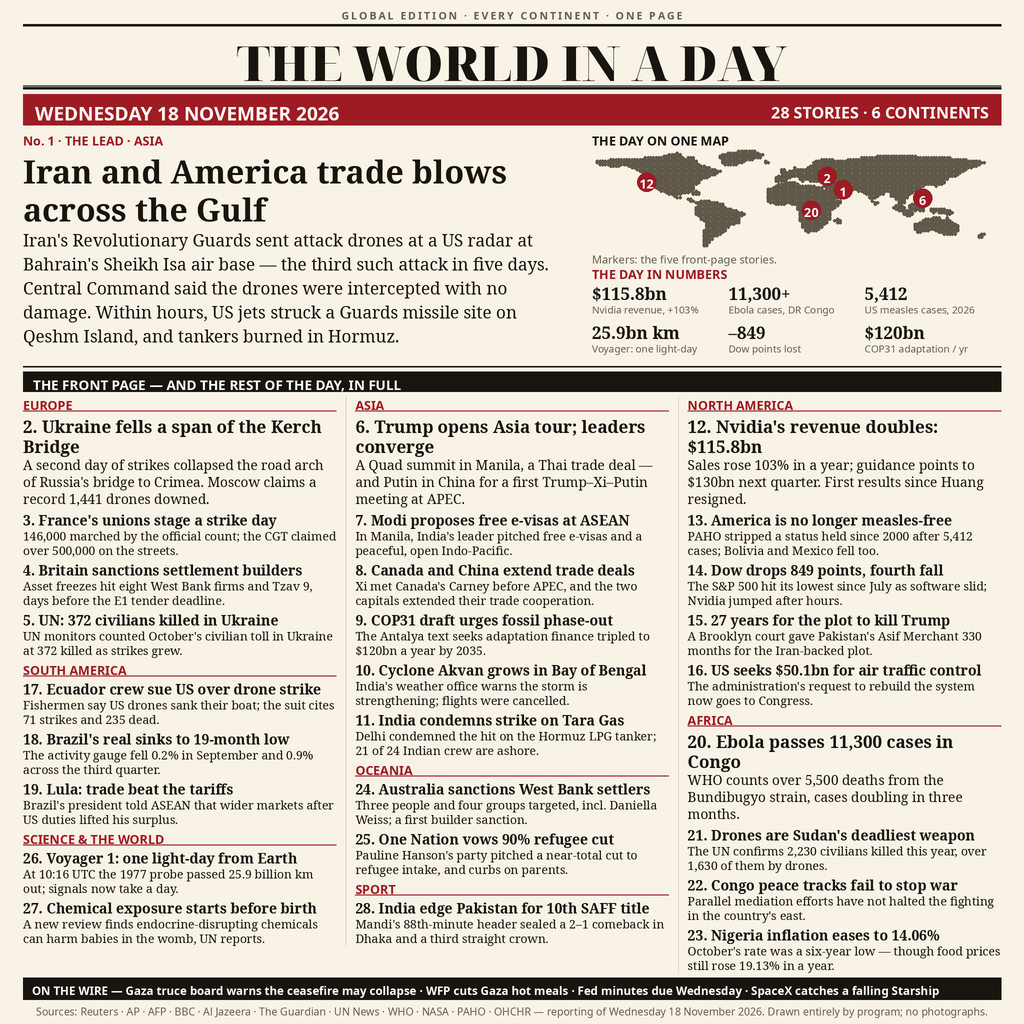 GLOBAL EDITION · EVERY CONTINENT · ONE PAGE
THE WORLD IN A DAY
WEDNESDAY 18 NOVEMBER 2026
28 STORIES · 6 CONTINENTS
No. 1 · THE LEAD · ASIA
Iran and America trade blows
across the Gulf
Iran's Revolutionary Guards sent attack drones at a US radar at
Bahrain's Sheikh Isa air base — the third such attack in five days.
Central Command said the drones were intercepted with no
damage. Within hours, US jets struck a Guards missile site on
Qeshm Island, and tankers burned in Hormuz.
THE DAY ON ONE MAP
12
2
1
6
20
Markers: the five front-page stories.
THE DAY IN NUMBERS
$115.8bn
Nvidia revenue, +103%
11,300+
Ebola cases, DR Congo
5,412
US measles cases, 2026
25.9bn km
Voyager: one light-day
–849
Dow points lost
$120bn
COP31 adaptation / yr
THE FRONT PAGE — AND THE REST OF THE DAY, IN FULL
EUROPE
2. Ukraine fells a span of the Kerch
Bridge
A second day of strikes collapsed the road arch
of Russia's bridge to Crimea. Moscow claims a
record 1,441 drones downed.
3. France's unions stage a strike day
146,000 marched by the official count; the CGT claimed
over 500,000 on the streets.
4. Britain sanctions settlement builders
Asset freezes hit eight West Bank firms and Tzav 9,
days before the E1 tender deadline.
5. UN: 372 civilians killed in Ukraine
UN monitors counted October's civilian toll in Ukraine
at 372 killed as strikes grew.
SOUTH AMERICA
17. Ecuador crew sue US over drone strike
Fishermen say US drones sank their boat; the suit cites
71 strikes and 235 dead.
18. Brazil's real sinks to 19-month low
The activity gauge fell 0.2% in September and 0.9%
across the third quarter.
19. Lula: trade beat the tariffs
Brazil's president told ASEAN that wider markets after
US duties lifted his surplus.
SCIENCE & THE WORLD
26. Voyager 1: one light-day from Earth
At 10:16 UTC the 1977 probe passed 25.9 billion km
out; signals now take a day.
27. Chemical exposure starts before birth
A new review finds endocrine-disrupting chemicals
can harm babies in the womb, UN reports.
ASIA
6. Trump opens Asia tour; leaders
converge
A Quad summit in Manila, a Thai trade deal —
and Putin in China for a first Trump–Xi–Putin
meeting at APEC.
7. Modi proposes free e-visas at ASEAN
In Manila, India's leader pitched free e-visas and a
peaceful, open Indo-Pacific.
8. Canada and China extend trade deals
Xi met Canada's Carney before APEC, and the two
capitals extended their trade cooperation.
9. COP31 draft urges fossil phase-out
The Antalya text seeks adaptation finance tripled to
$120bn a year by 2035.
10. Cyclone Akvan grows in Bay of Bengal
India's weather office warns the storm is
strengthening; flights were cancelled.
11. India condemns strike on Tara Gas
Delhi condemned the hit on the Hormuz LPG tanker;
21 of 24 Indian crew are ashore.
OCEANIA
24. Australia sanctions West Bank settlers
Three people and four groups targeted, incl. Daniella
Weiss; a first builder sanction.
25. One Nation vows 90% refugee cut
Pauline Hanson's party pitched a near-total cut to
refugee intake, and curbs on parents.
SPORT
28. India edge Pakistan for 10th SAFF title
Mandi's 88th-minute header sealed a 2–1 comeback in
Dhaka and a third straight crown.
NORTH AMERICA
12. Nvidia's revenue doubles:
$115.8bn
Sales rose 103% in a year; guidance points to
$130bn next quarter. First results since Huang
resigned.
13. America is no longer measles-free
PAHO stripped a status held since 2000 after 5,412
cases; Bolivia and Mexico fell too.
14. Dow drops 849 points, fourth fall
The S&P 500 hit its lowest since July as software slid;
Nvidia jumped after hours.
15. 27 years for the plot to kill Trump
A Brooklyn court gave Pakistan's Asif Merchant 330
months for the Iran-backed plot.
16. US seeks $50.1bn for air traffic control
The administration's request to rebuild the system
now goes to Congress.
AFRICA
20. Ebola passes 11,300 cases in
Congo
WHO counts over 5,500 deaths from the
Bundibugyo strain, cases doubling in three
months.
21. Drones are Sudan's deadliest weapon
The UN confirms 2,230 civilians killed this year, over
1,630 of them by drones.
22. Congo peace tracks fail to stop war
Parallel mediation efforts have not halted the fighting
in the country's east.
23. Nigeria inflation eases to 14.06%
October's rate was a six-year low — though food prices
still rose 19.13% in a year.
ON THE WIRE — Gaza truce board warns the ceasefire may collapse · WFP cuts Gaza hot meals · Fed minutes due Wednesday · SpaceX catches a falling Starship
Sources: Reuters · AP · AFP · BBC · Al Jazeera · The Guardian · UN News · WHO · NASA · PAHO · OHCHR — reporting of Wednesday 18 November 2026. Drawn entirely by program; no photographs.